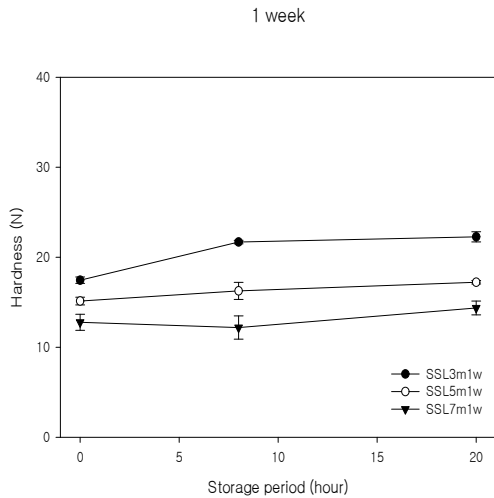 1 week
40
30
20
10
0
Hardness (N)
0 5 10 15 20
Storage period (hour)
SSL3m1w
SSL5m1w
SSL7m1w